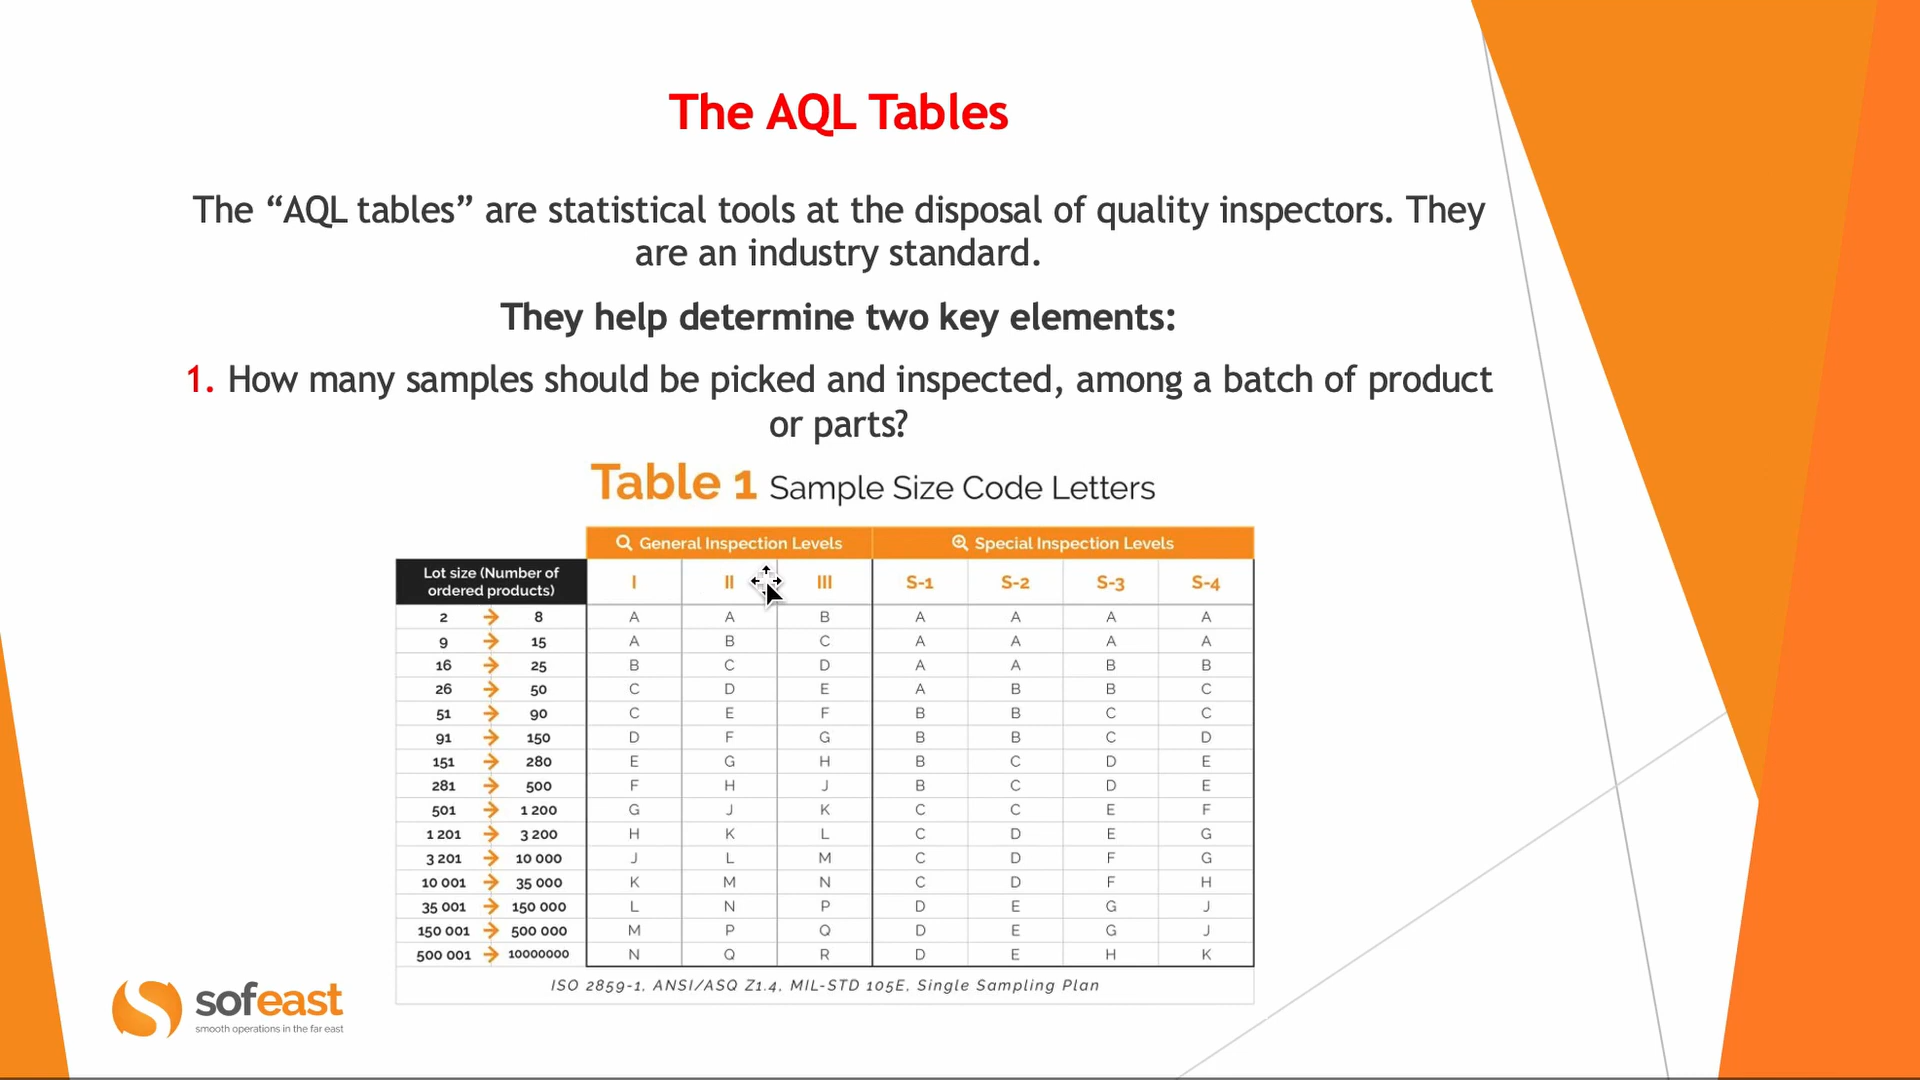 The AQL Tables
The “AQL tables” are statistical tools at the disposal of quality inspectors. They
are an industry standard.
They help determine two key elements:
1. How many samples should be picked and inspected, among a batch of product
or parts?
Table 1 Sample Size Code Letters
General Inspection Levels Special Inspection Levels
Lot size (Number of
ordered products)
I II III S-1 S-2 S-3 S-4
2 → 8 A A B A A A A
9 → 15 A B C A A A A
16 → 25 B C D A A B B
26 → 50 C D E A B B C
51 → 90 C E F B B C C
91 → 150 D F G B B C D
151 → 280 E G H B C D E
281 → 500 F H J B C D E
501 → 1 200 G J K C C E F
1 201 → 3 200 H K L C D E G
3 201 → 10 000 J L M C D F G
10 001 → 35 000 K M N C D F H
35 001 → 150 000 L N P D E G J
150 001 → 500 000 M P Q D E G J
500 001 → 10000000 N Q R D E H K
ISO 2859-1, ANSI/ASQ Z1.4, MIL-STD 105E, Single Sampling Plan
sofeast
smooth operations in the far east